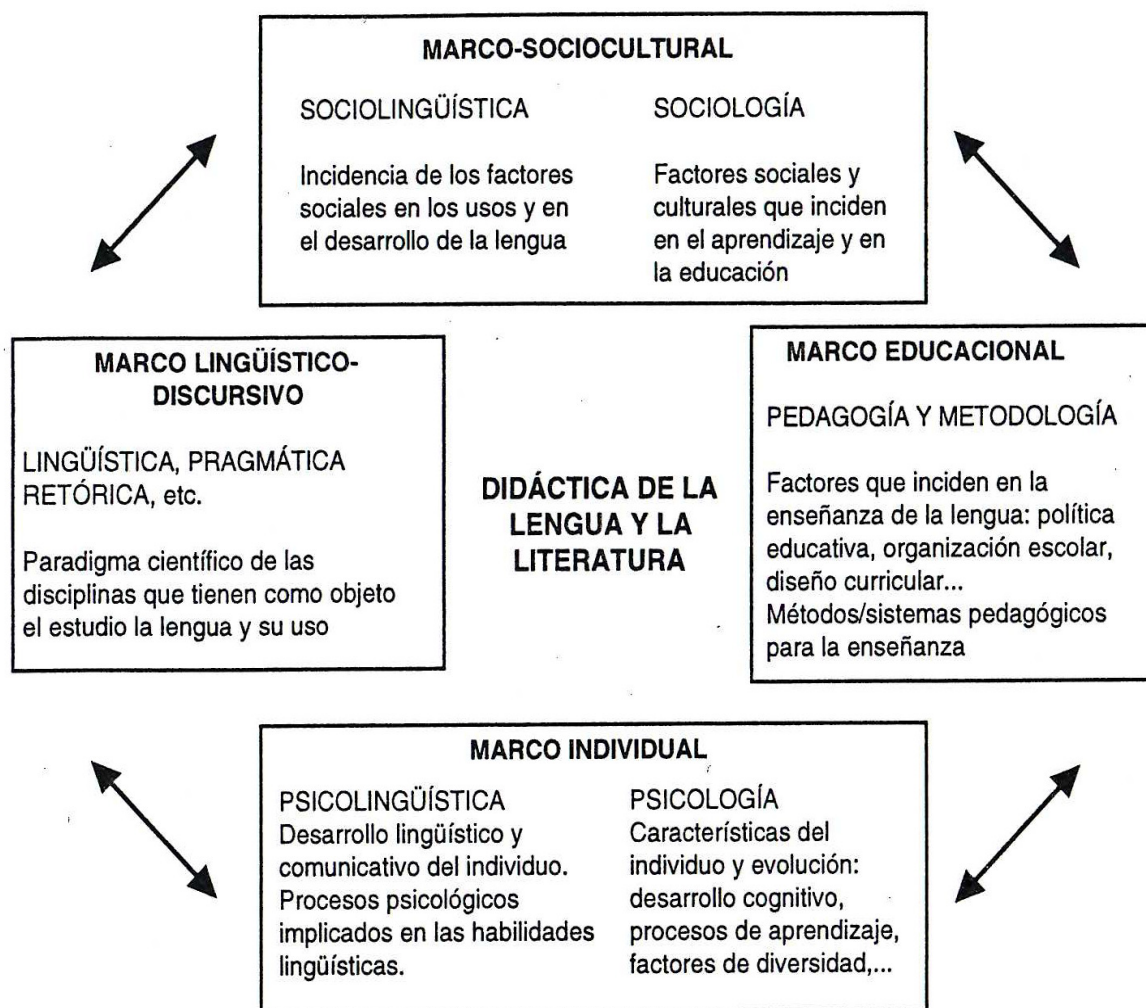 MARCO-SOCIOCULTURAL
SOCIOLINGÜÍSTICA
Incidencia de los factores
sociales en los usos y en
el desarrollo de la lengua
SOCIOLOGÍA
Factores sociales y
culturales que inciden
en el aprendizaje y en
la educación
MARCO LINGÜÍSTICO-
DISCURSIVO
LINGÜÍSTICA, PRAGMÁTICA
RETÓRICA, etc.
Paradigma científico de las
disciplinas que tienen como objeto
el estudio la lengua y su uso
DIDÁCTICA DE LA
LENGUA Y LA
LITERATURA
MARCO EDUCACIONAL
PEDAGOGÍA Y METODOLOGÍA
Factores que inciden en la
enseñanza de la lengua: política
educativa, organización escolar,
diseño curricular...
Métodos/sistemas pedagógicos
para la enseñanza
MARCO INDIVIDUAL
PSICOLINGÜÍSTICA
Desarrollo lingüístico y
comunicativo del individuo.
Procesos psicológicos
implicados en las habilidades
lingüísticas.
PSICOLOGÍA
Características del
individuo y evolución:
desarrollo cognitivo,
procesos de aprendizaje,
factores de diversidad,...